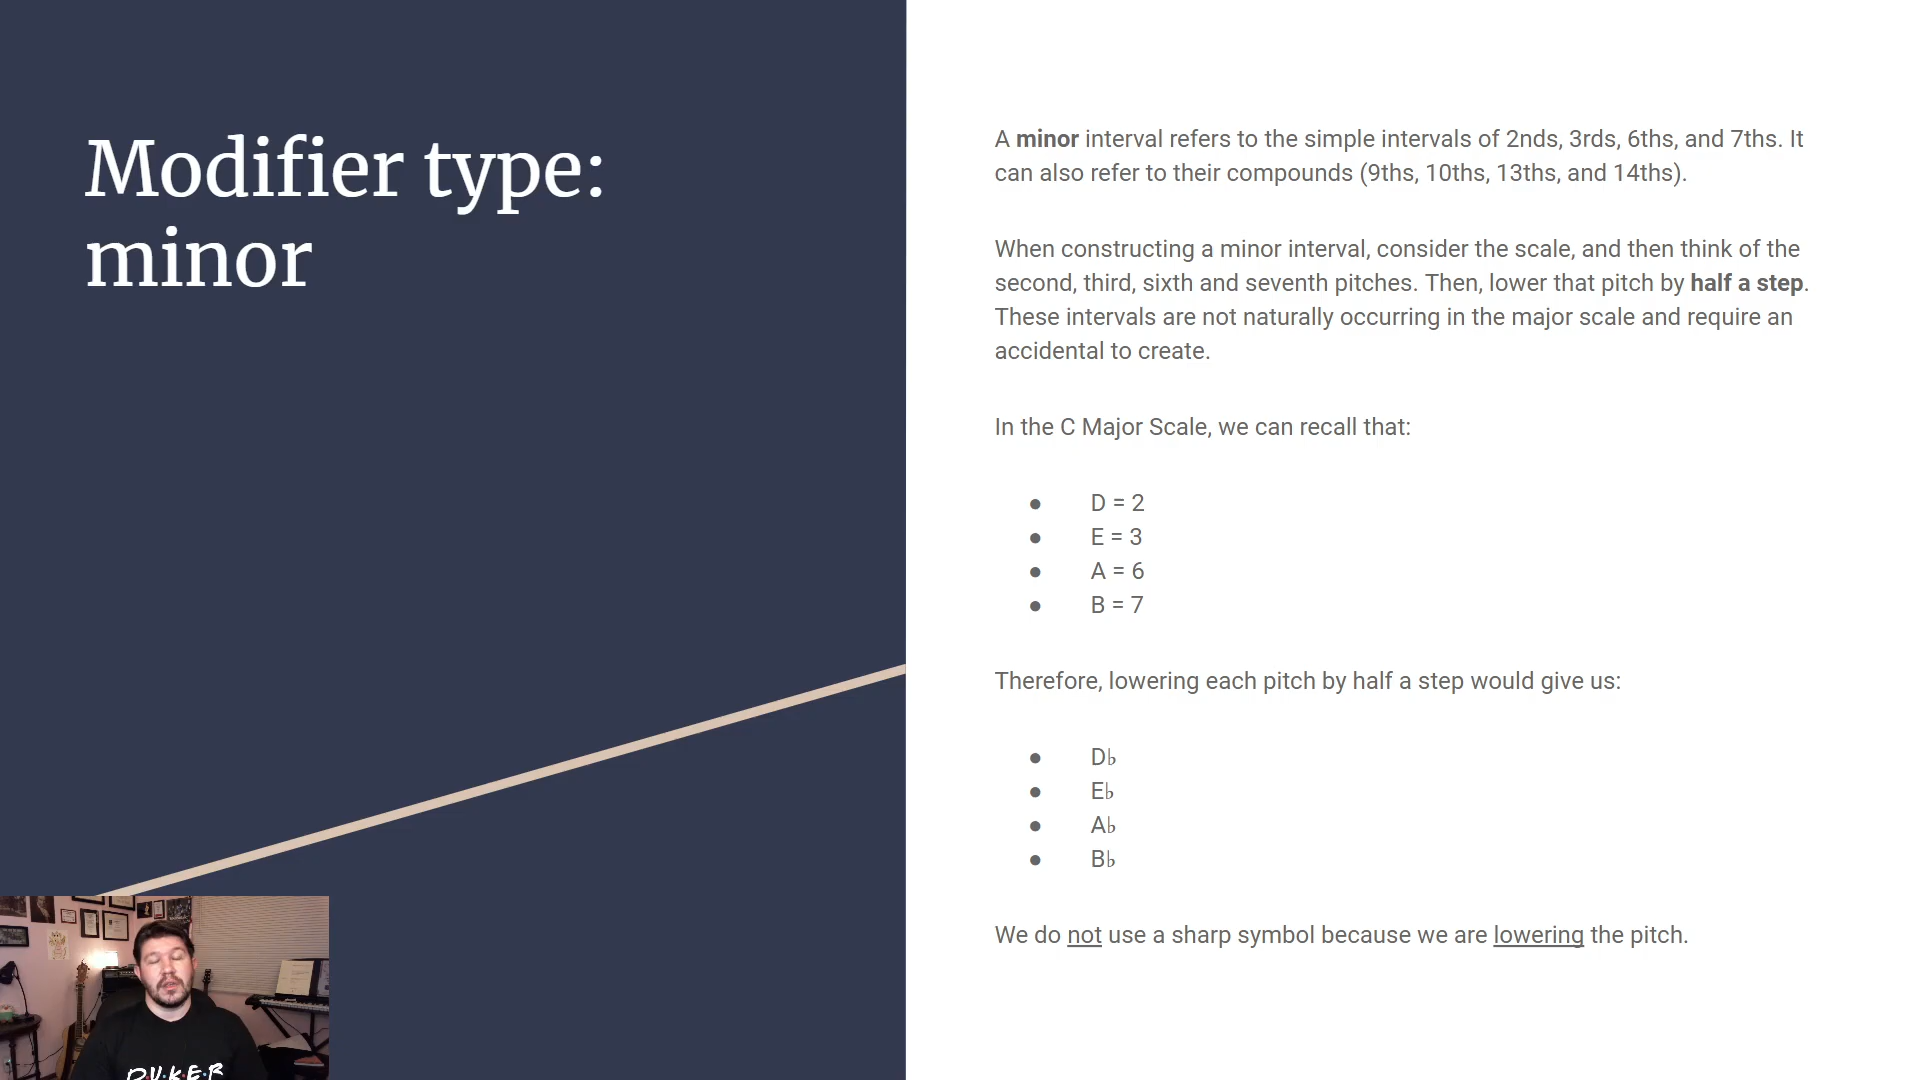 Modifier type:
minor
A minor interval refers to the simple intervals of 2nds, 3rds, 6ths, and 7ths. It
can also refer to their compounds (9ths, 10ths, 13ths, and 14ths).
When constructing a minor interval, consider the scale, and then think of the
second, third, sixth and seventh pitches. Then, lower that pitch by half a step.
These intervals are not naturally occurring in the major scale and require an
accidental to create.
In the C Major Scale, we can recall that:
● D = 2
● E = 3
● A = 6
● B = 7
Therefore, lowering each pitch by half a step would give us:
● D♭
● E♭
● A♭
● B♭
We do not use a sharp symbol because we are lowering the pitch.
D·U·K·E·R